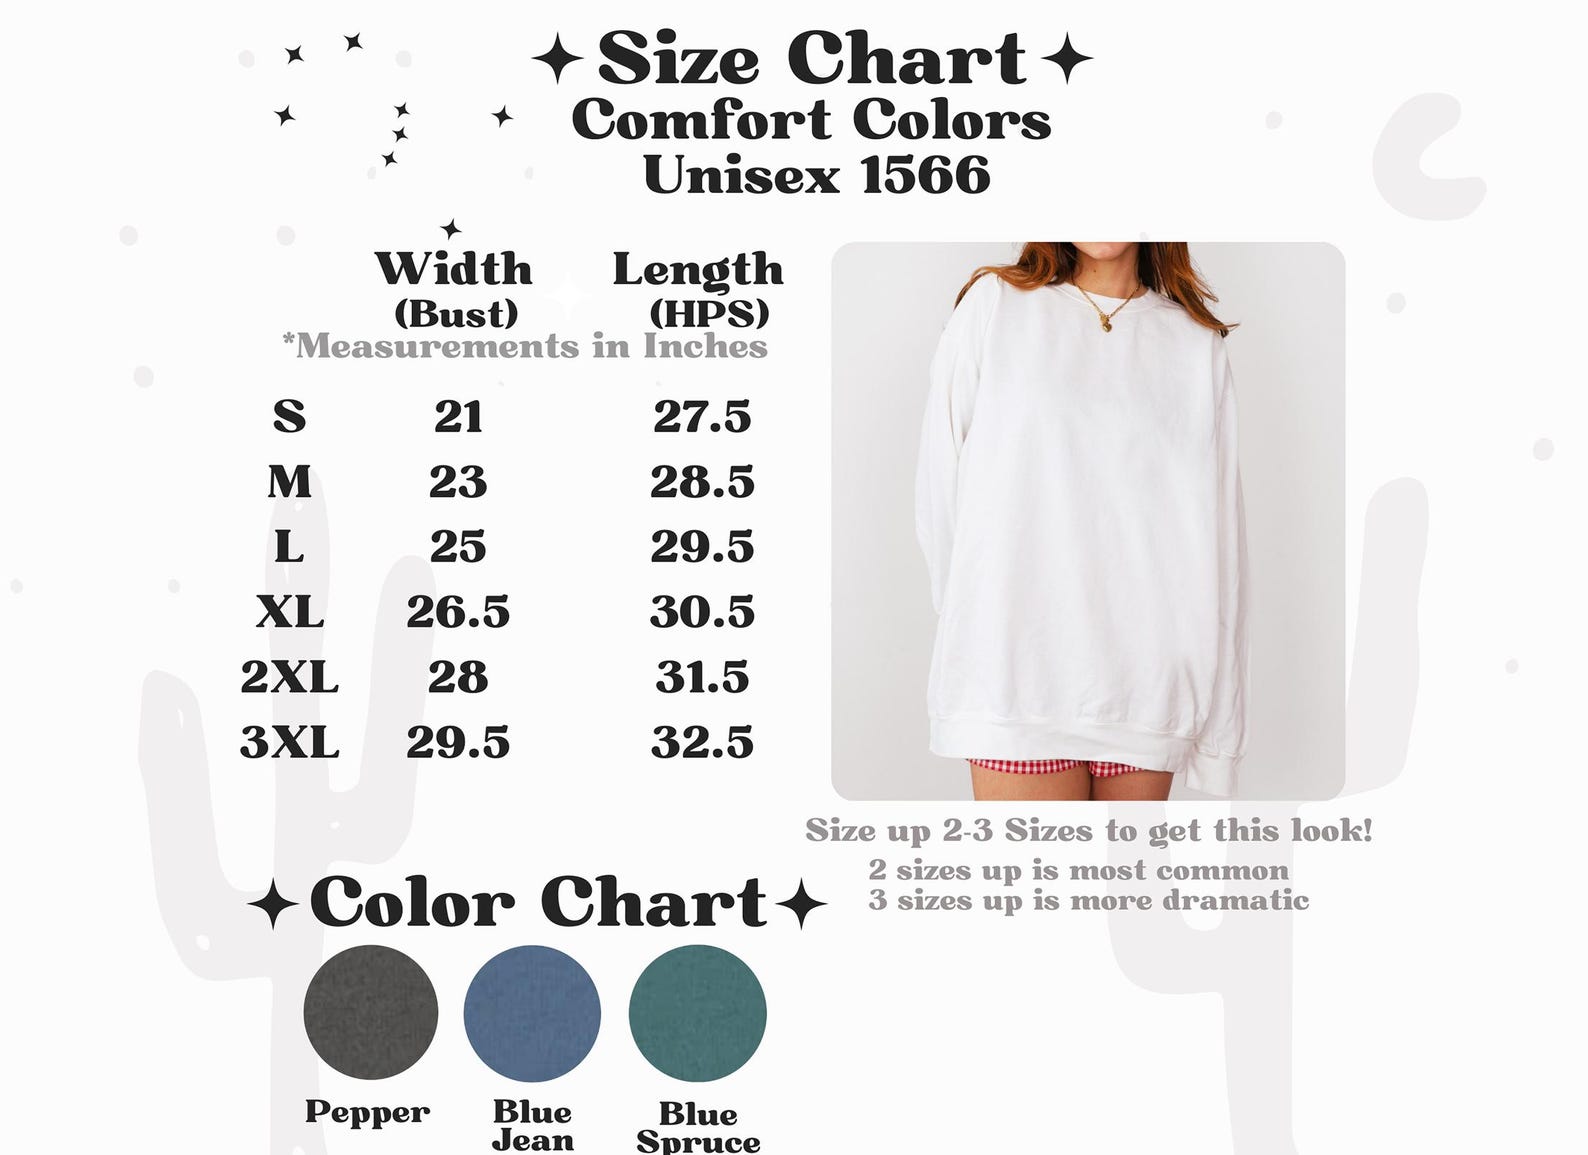 Size Chart
Comfort Colors
Unisex 1566
Width Length
(Bust) (HPS)
*Measurements in Inches
S 21 27.5
M 23 28.5
L 25 29.5
XL 26.5 30.5
2XL 28 31.5
3XL 29.5 32.5
Size up 2-3 Sizes to get this look!
2 sizes up is most common
3 sizes up is more dramatic
Color Chart
Pepper
Blue
Jean
Blue
Spruce